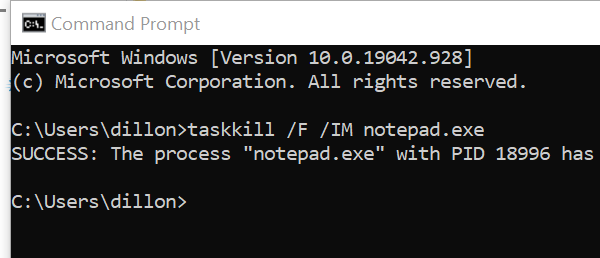 Command Prompt
Microsoft Windows [Version 10.0.19042.928]
(c) Microsoft Corporation. All rights reserved.
C:\Users\dillon>taskkill /F /IM notepad.exe
SUCCESS: The process "notepad.exe" with PID 18996 has
C:\Users\dillon>